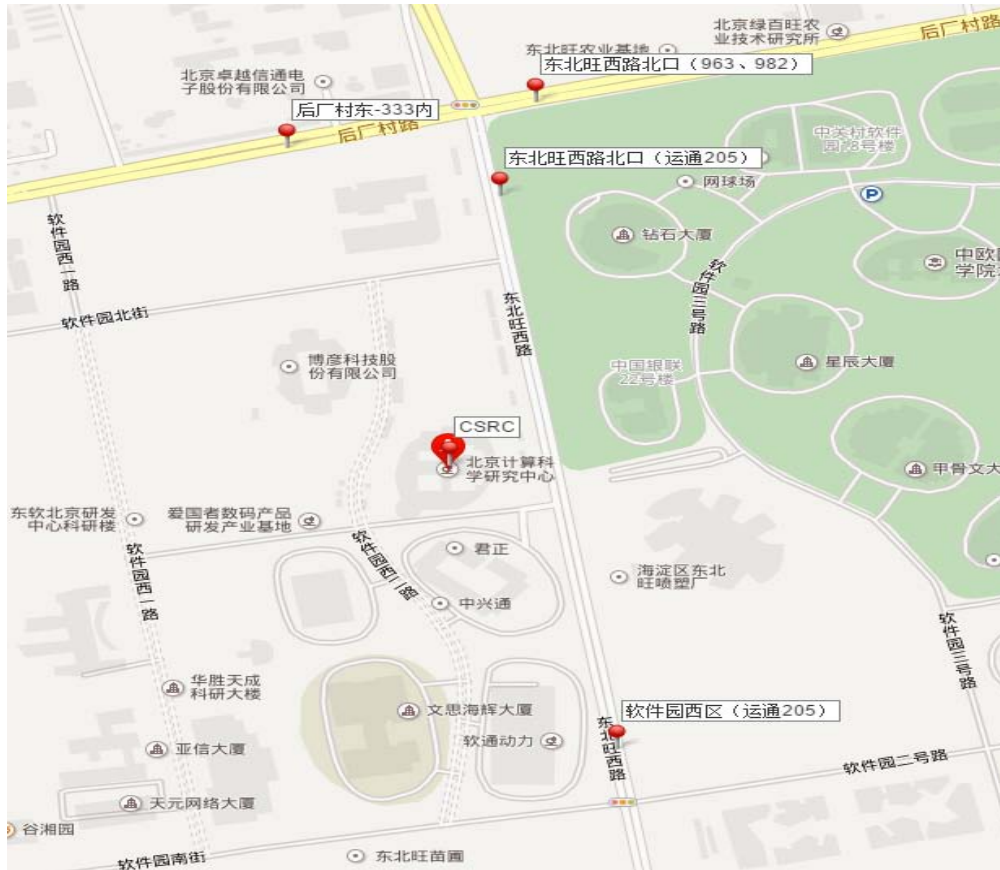 北京绿百旺农
业技术研究所
后厂村
东北旺农业基地
东北旺西路北口（963、982）
北京卓越信通电
子股份有限公司
后厂村东-333内
后厂村路
中关村软件
园1.8号楼
东北旺西路北口（运通205）
网球场
P
软件园西一路
钻石大厦
中欧
学院
软件园三号路
东北旺西路
软件园北街
博彦科技股
份有限公司
中国银联
22号楼
星辰大厦
CSRC
北京计算科
学研究中心
甲骨文大
东软北京研发
中心科研楼
爱国者数码产品
研发产业基地
软件园西一路
软件园西二路
君正
中兴通
海淀区东北
旺喷塑厂
软件园三号路
华胜天成
科研大楼
文思海辉大厦
软件园西区（运通205）
东北旺西路
亚信大厦
软通动力
软件园二号路
天元网络大厦
谷湘园
软件园南街
东北旺苗圃